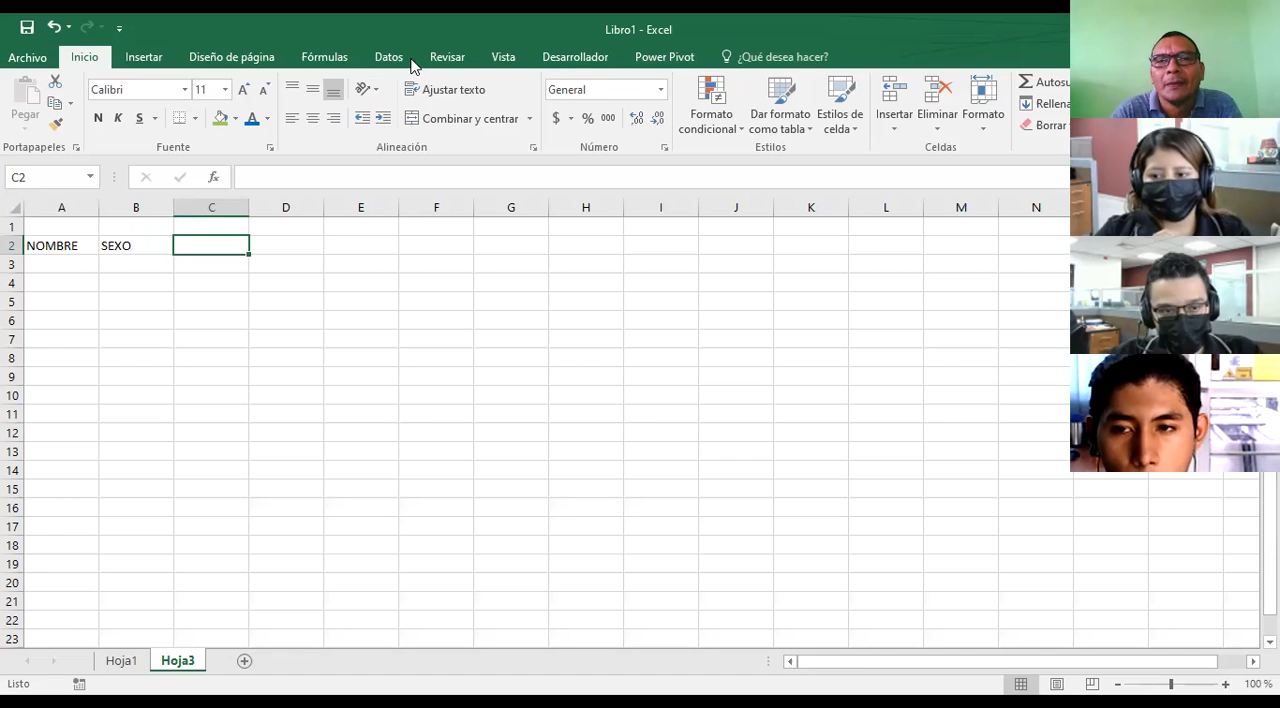 Libro1 - Excel
Archivo Inicio Insertar Diseño de página Fórmulas Datos Revisar Vista Desarrollador Power Pivot ¿Qué desea hacer?
Pegar
Calibri 11
N K S
Ajustar texto
Combinar y centrar
General
$ % 000
Formato condicional
Dar formato como tabla
Estilos de celda
Insertar Eliminar Formato
Autosu
Rellena
Borrar
Portapapeles Fuente Alineación Número Estilos Celdas
C2 fx
A B C D E F G H I J K L M N
1
2 NOMBRE SEXO
3
4
5
6
7
8
9
10
11
12
13
14
15
16
17
18
19
20
21
22
23
Hoja1 Hoja3
Listo 100 %